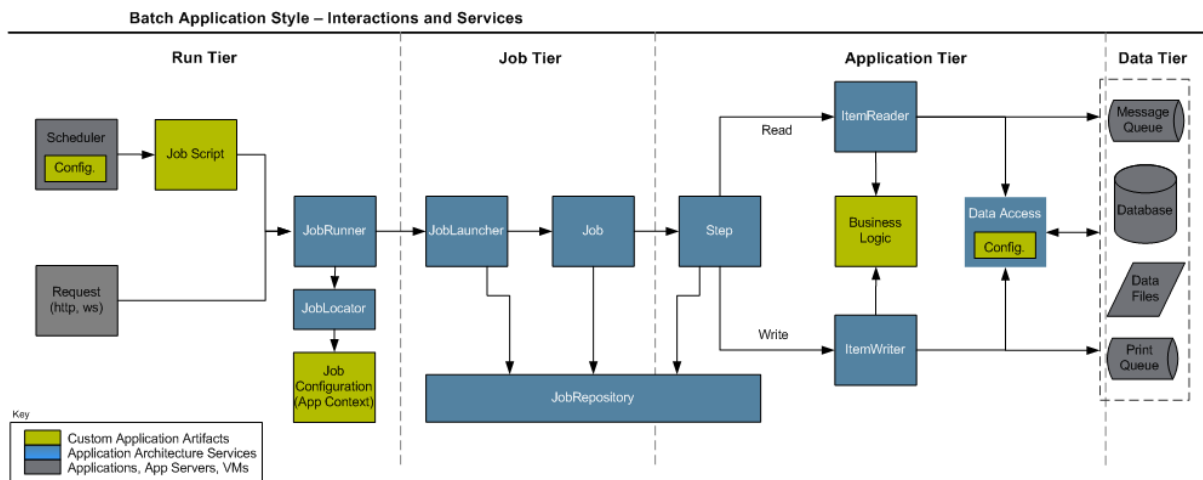 Batch Application Style – Interactions and Services
Run Tier
Job Tier
Application Tier
Data Tier
Scheduler
Config.
Job Script
Request
(http, ws)
JobRunner
JobLocator
Job
Configuration
(App Context)
JobLauncher
Job
Step
JobRepository
Read
Write
ItemReader
Business
Logic
ItemWriter
Data Access
Config.
Message
Queue
Database
Data
Files
Print
Queue
Key
Custom Application Artifacts
Application Architecture Services
Applications, App Servers, VMs